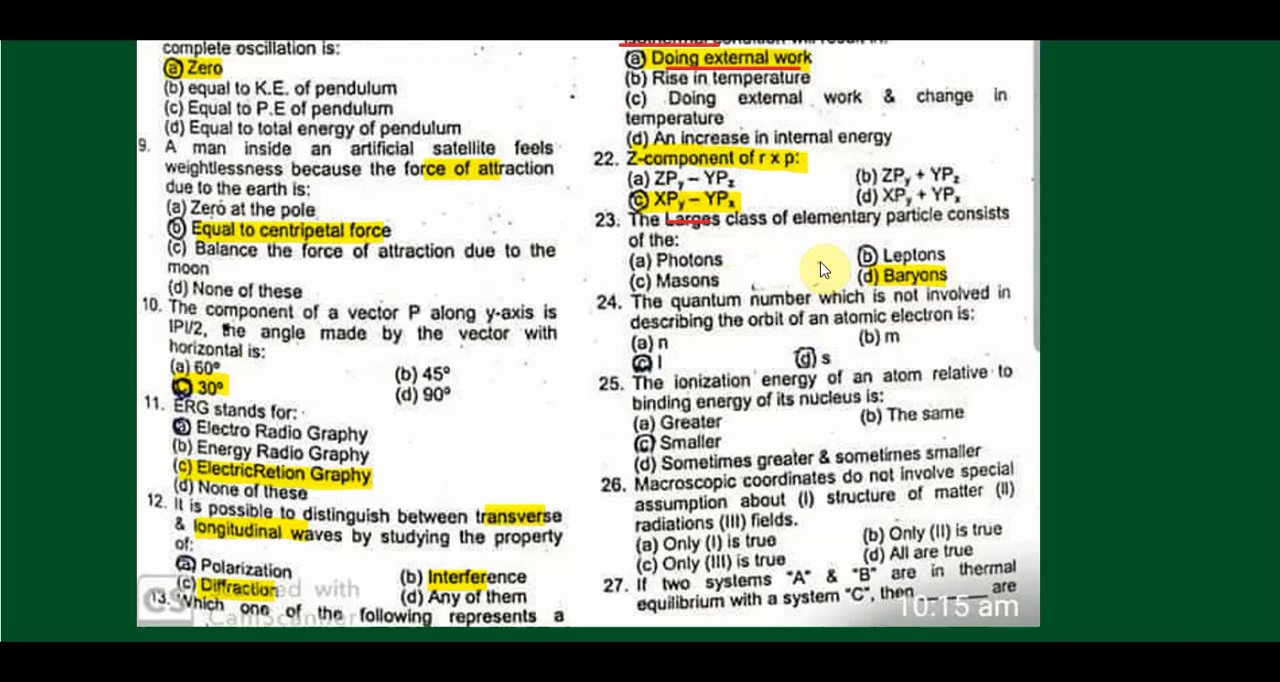 complete oscillation is:
(a) Zero
(b) equal to K.E. of pendulum
(c) Equal to P.E of pendulum
(d) Equal to total energy of pendulum
9. A man inside an artificial satellite feels
weightlessness because the force of attraction
due to the earth is:
(a) Zero at the pole
(b) Equal to centripetal force
(c) Balance the force of attraction due to the
moon
(d) None of these
10. The component of a vector P along y-axis is
IPI/2, the angle made by the vector with
horizontal is:
(a) 60º (b) 45º
(c) 30º (d) 90º
11. ERG stands for:
(a) Electro Radio Graphy
(b) Energy Radio Graphy
(c) ElectricRetion Graphy
(d) None of these
12. It is possible to distinguish between transverse
& longitudinal waves by studying the property
of:
(a) Polarization (b) Interference
(c) Diffraction (d) Any of them
13. Which one of the following represents a
(a) Doing external work
(b) Rise in temperature
(c) Doing external work & change in
temperature
(d) An increase in internal energy
22. Z-component of r x p:
(a) ZPy – YPz (b) ZPy + YPz
(c) XPy – YPx (d) XPy + YPx
23. The Larges class of elementary particle consists
of the:
(a) Photons (b) Leptons
(c) Masons (d) Baryons
24. The quantum number which is not involved in
describing the orbit of an atomic electron is:
(a) n (b) m
(c) l (d) s
25. The ionization energy of an atom relative to
binding energy of its nucleus is:
(a) Greater (b) The same
(c) Smaller
(d) Sometimes greater & sometimes smaller
26. Macroscopic coordinates do not involve special
assumption about (I) structure of matter (II)
radiations (III) fields.
(a) Only (I) is true (b) Only (II) is true
(c) Only (III) is true (d) All are true
27. If two systems "A" & "B" are in thermal
equilibrium with a system "C", then ______ are
CS
10:15 am